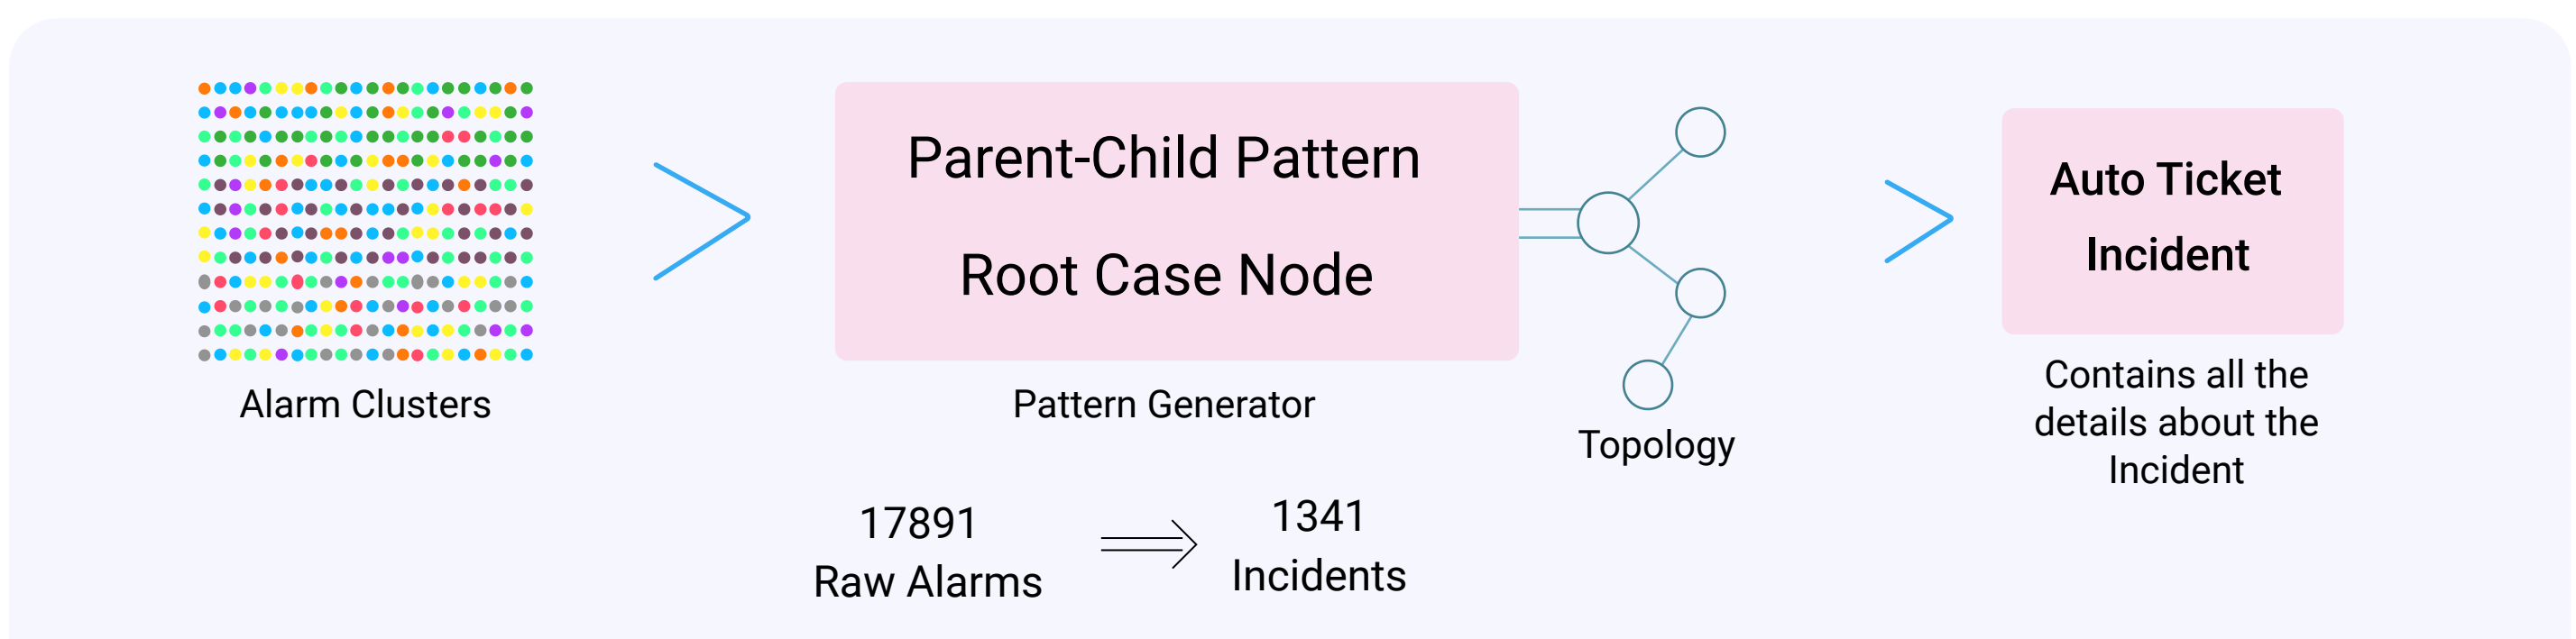 Alarm Clusters
Parent-Child Pattern
Root Case Node
Pattern Generator
Topology
Auto Ticket
Incident
Contains all the
details about the
Incident
17891
Raw Alarms
1341
Incidents